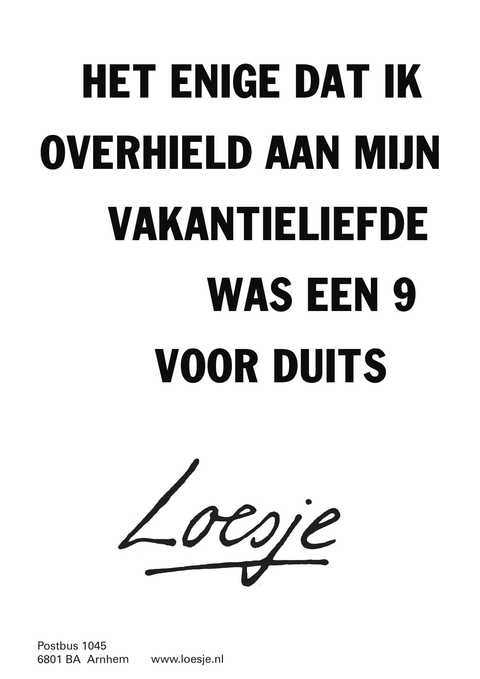 HET ENIGE DAT IK
OVERHIELD AAN MIJN
VAKANTIELIEFDE
WAS EEN 9
VOOR DUITS
Loesje
Postbus 1045
6801 BA Arnhem www.loesje.nl